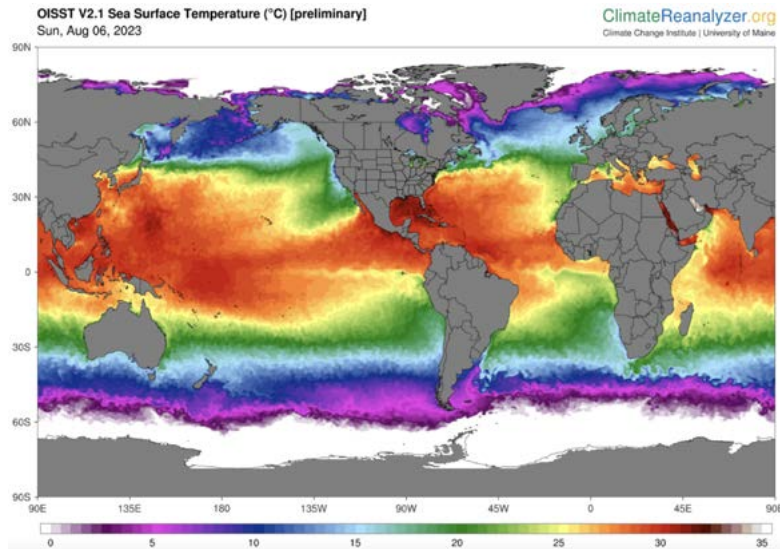 OISST V2.1 Sea Surface Temperature (°C) [preliminary]
Sun, Aug 06, 2023
ClimateReanalyzer.org
Climate Change Institute | University of Maine
90N
60N
30N
0
30S
60S
90S
90E 135E 180 135W 90W 45W 0 45E 90E
0 5 10 15 20 25 30 35